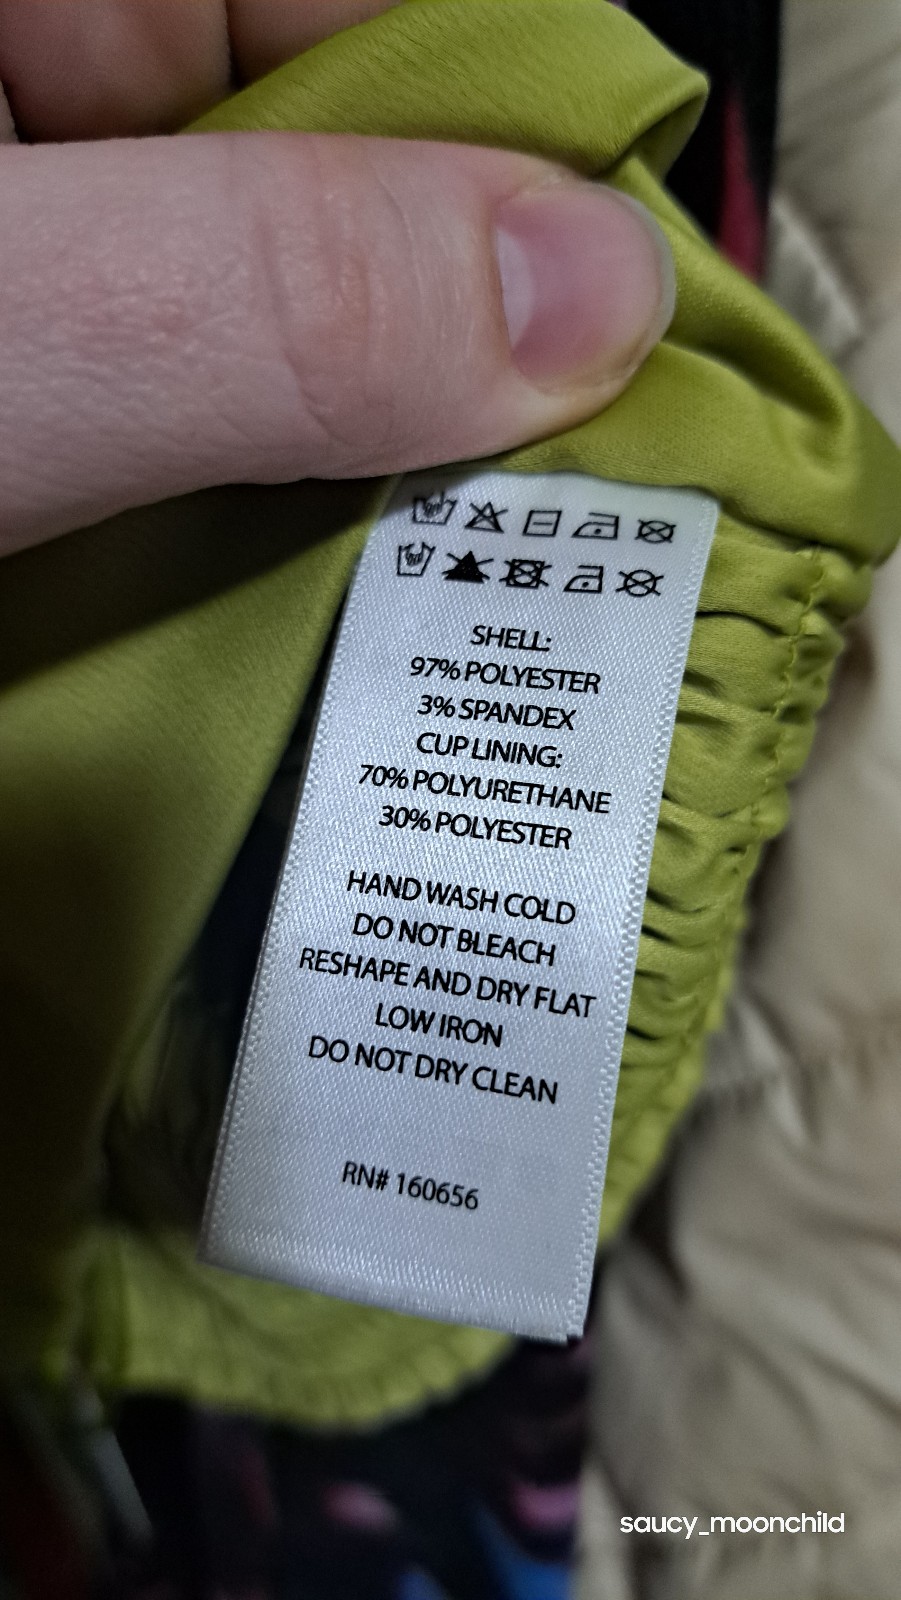 SHELL:
97% POLYESTER
3% SPANDEX
CUP LINING:
70% POLYURETHANE
30% POLYESTER
HAND WASH COLD
DO NOT BLEACH
RESHAPE AND DRY FLAT
LOW IRON
DO NOT DRY CLEAN
RN# 160656
saucy_moonchild